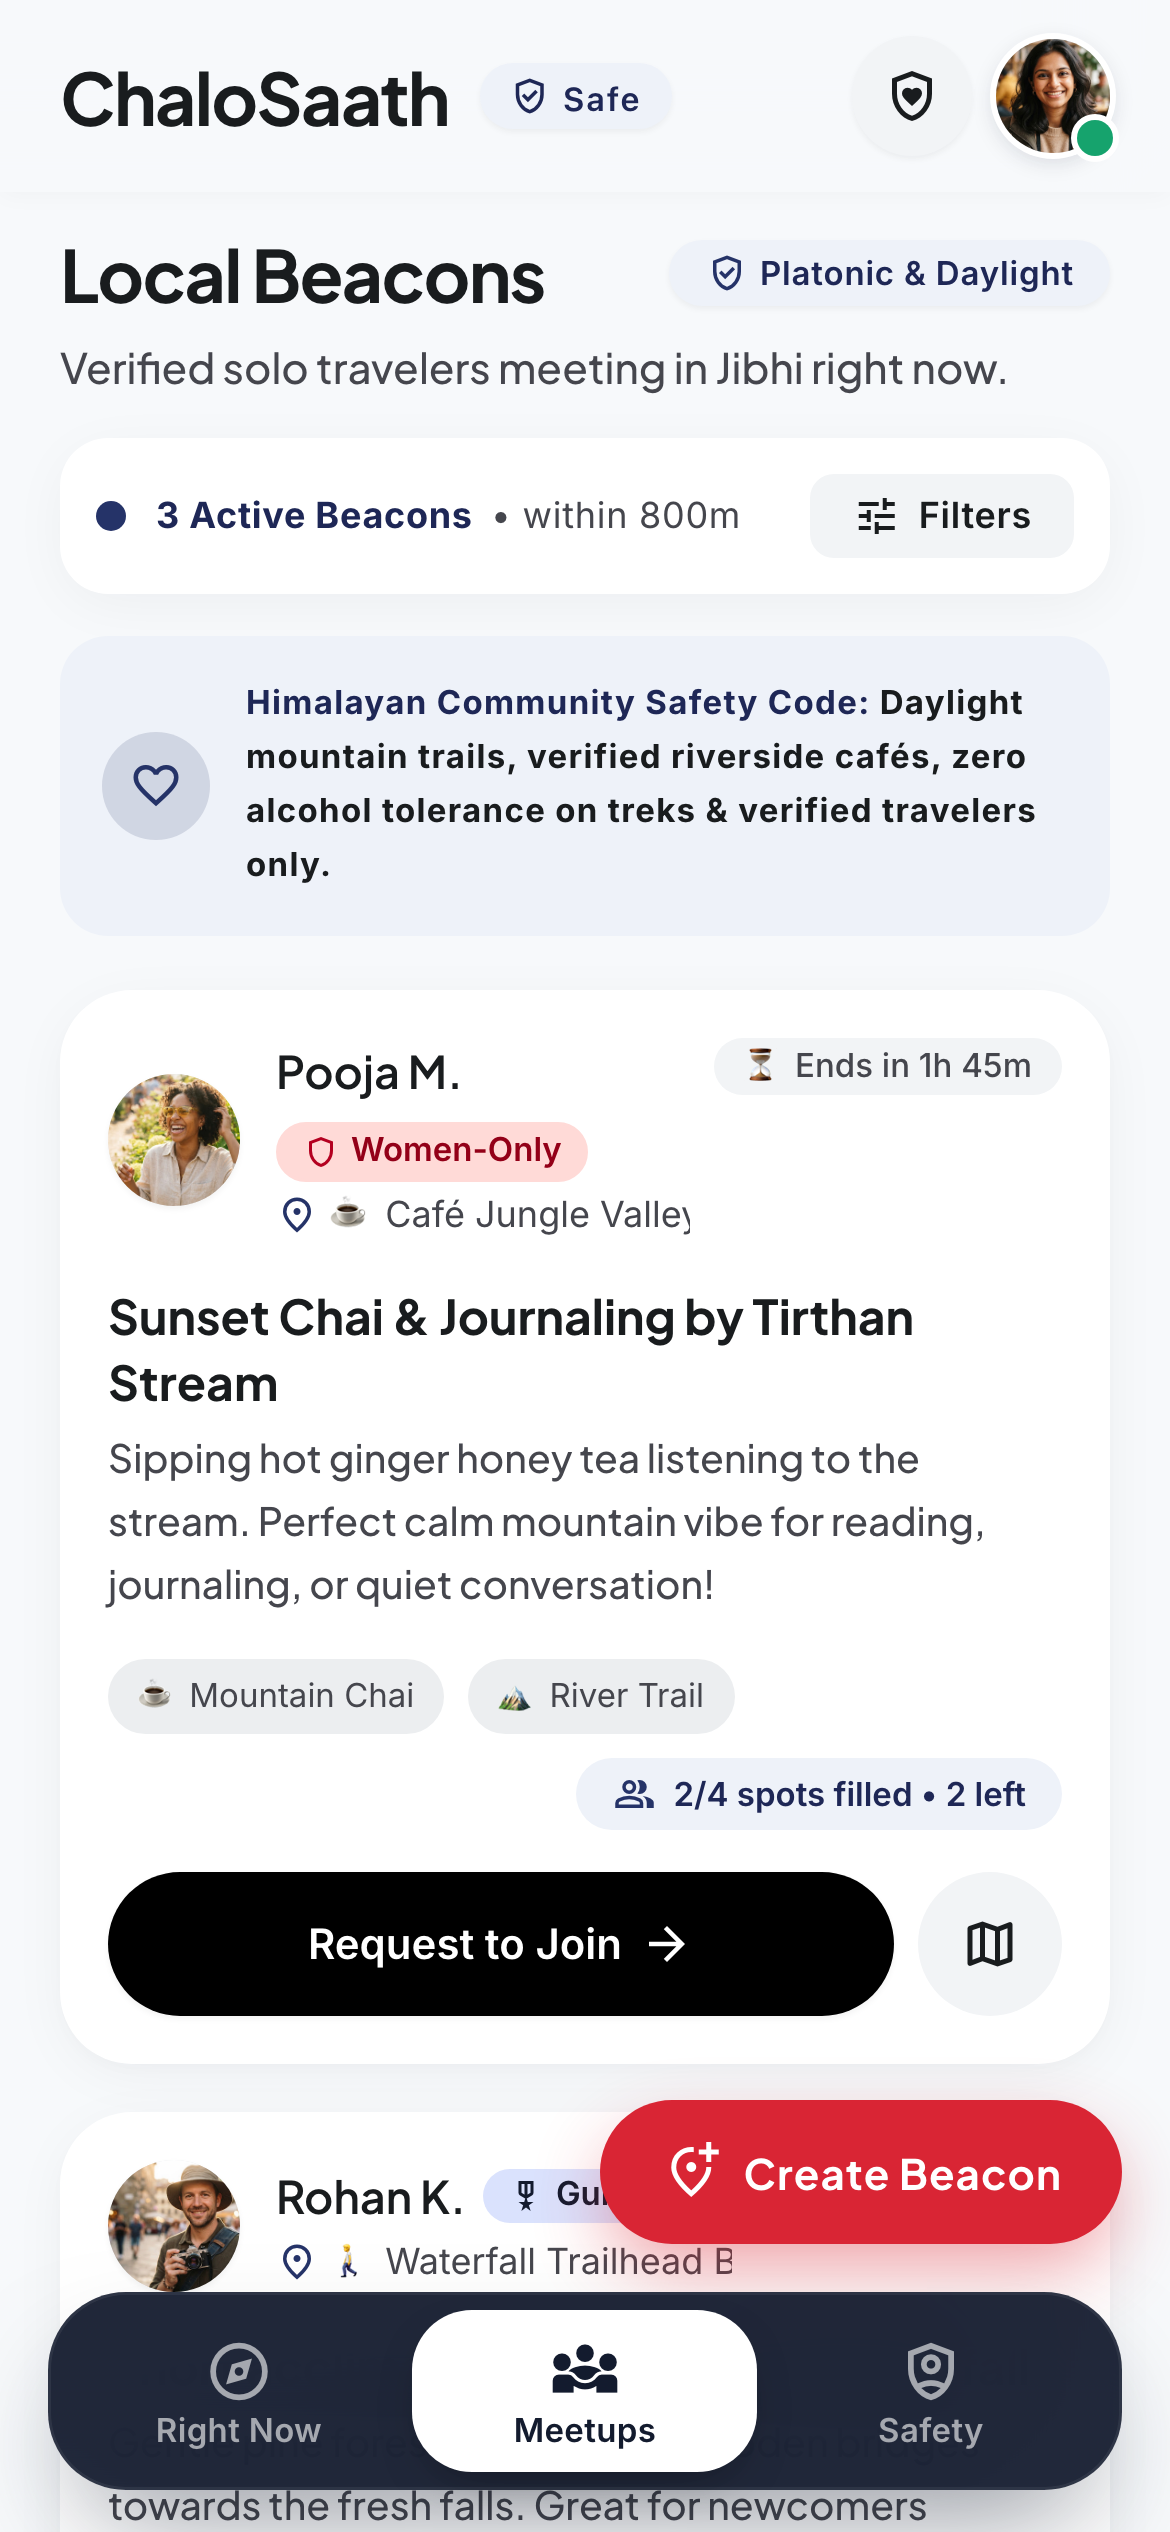 ChaloSaath
Safe
Local Beacons
Platonic & Daylight
Verified solo travelers meeting in Jibhi right now.
3 Active Beacons • within 800m
Filters
Himalayan Community Safety Code: Daylight
mountain trails, verified riverside cafés, zero
alcohol tolerance on treks & verified travelers
only.
Pooja M.
Ends in 1h 45m
Women-Only
Café Jungle Valley
Sunset Chai & Journaling by Tirthan
Stream
Sipping hot ginger honey tea listening to the
stream. Perfect calm mountain vibe for reading,
journaling, or quiet conversation!
Mountain Chai
River Trail
2/4 spots filled • 2 left
Request to Join
Create Beacon
Rohan K.
Waterfall Trailhead
Right Now
Meetups
Safety
towards the fresh falls. Great for newcomers